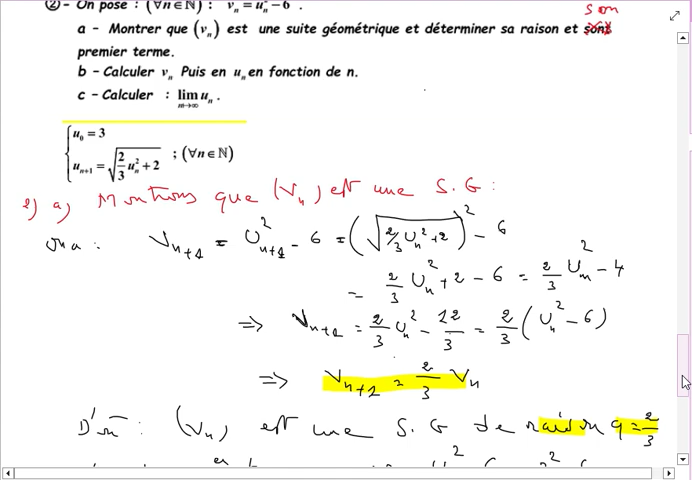 ② - On pose : (∀n∈ℕ) : vₙ = uₙ² - 6 .
son
a - Montrer que (vₙ) est une suite géométrique et déterminer sa raison et sont
premier terme.
b - Calculer vₙ Puis en uₙ en fonction de n.
c - Calculer : lim uₙ .
n→∞
{ u₀ = 3
uₙ₊₁ = √(2/3 uₙ² + 2) ; (∀n∈ℕ)
2) a) Montrons que (Vₙ) est une S.G :
ona : Vₙ₊₁ = Uₙ₊₁² - 6 = (√(2/3 Uₙ² + 2))² - 6
= 2/3 Uₙ² + 2 - 6 = 2/3 Uₙ² - 4
=> Vₙ₊₁ = 2/3 Uₙ² - 12/3 = 2/3 (Uₙ² - 6)
=> Vₙ₊₁ = 2/3 Vₙ
D'où : (Vₙ) est une S.G de raison q = 2/3